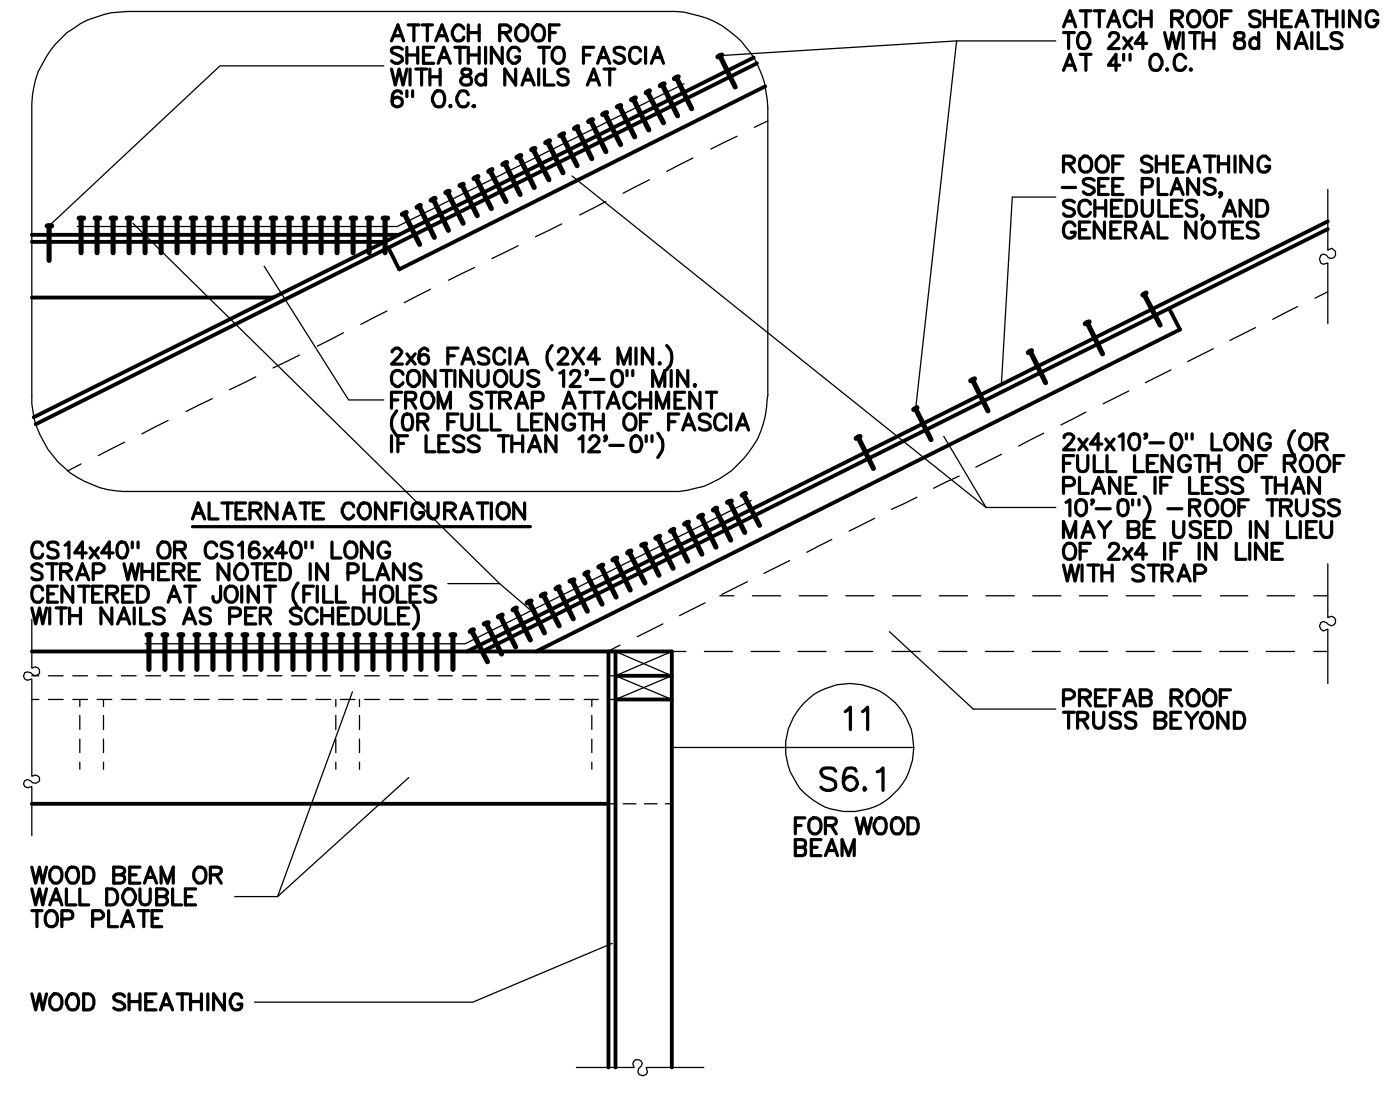 ATTACH ROOF
SHEATHING TO FASCIA
WITH 8d NAILS AT
6" O.C.
ATTACH ROOF SHEATHING
TO 2x4 WITH 8d NAILS
AT 4" O.C.
ROOF SHEATHING
-SEE PLANS,
SCHEDULES, AND
GENERAL NOTES
2x6 FASCIA (2X4 MIN.)
CONTINUOUS 12'-0" MIN.
FROM STRAP ATTACHMENT
(OR FULL LENGTH OF FASCIA
IF LESS THAN 12'-0")
ALTERNATE CONFIGURATION
2x4x10'-0" LONG (OR
FULL LENGTH OF ROOF
PLANE IF LESS THAN
10'-0") -ROOF TRUSS
MAY BE USED IN LIEU
OF 2x4 IF IN LINE
WITH STRAP
CS14x40" OR CS16x40" LONG
STRAP WHERE NOTED IN PLANS
CENTERED AT JOINT (FILL HOLES
WITH NAILS AS PER SCHEDULE)
PREFAB ROOF
TRUSS BEYOND
11
S6.1
FOR WOOD
BEAM
WOOD BEAM OR
WALL DOUBLE
TOP PLATE
WOOD SHEATHING